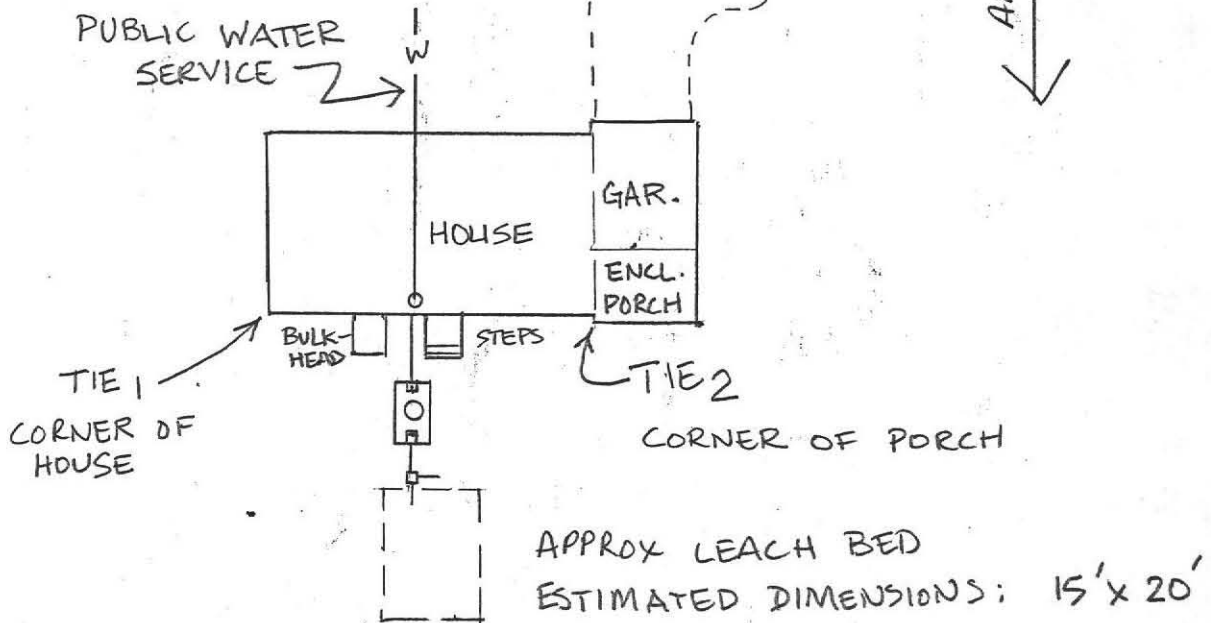 PUBLIC WATER
SERVICE
W
GAR.
HOUSE
ENCL.
PORCH
BULK-
HEAD
STEPS
TIE 1
CORNER OF
HOUSE
TIE 2
CORNER OF PORCH
APPROX LEACH BED
ESTIMATED DIMENSIONS: 15' x 20'